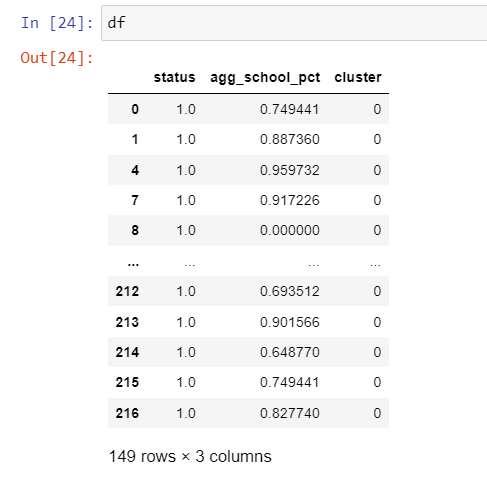 In [24]: df
Out[24]:
status agg_school_pct cluster
0 1.0 0.749441 0
1 1.0 0.887360 0
4 1.0 0.959732 0
7 1.0 0.917226 0
8 1.0 0.000000 0
... ... ... ...
212 1.0 0.693512 0
213 1.0 0.901566 0
214 1.0 0.648770 0
215 1.0 0.749441 0
216 1.0 0.827740 0
149 rows × 3 columns